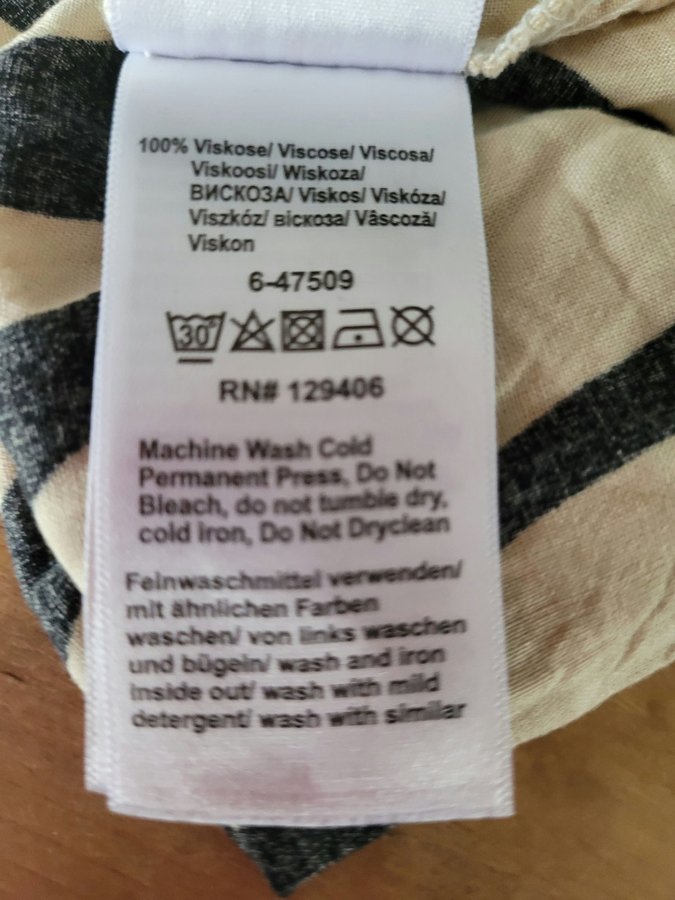 100% Viskose/ Viscose/ Viscosa/
Viskoosi/ Wiskoza/
ВИСКОЗА/ Viskos/ Viskóza/
Viszkóz/ віскоза/ Vâscoză/
Viskon
6-47509
30°
RN# 129406
Machine Wash Cold
Permanent Press, Do Not
Bleach, do not tumble dry,
cold iron, Do Not Dryclean
Feinwaschmittel verwenden/
mit ähnlichen Farben
waschen/ von links waschen
und bügeln/ wash and iron
inside out/ wash with mild
detergent/ wash with similar